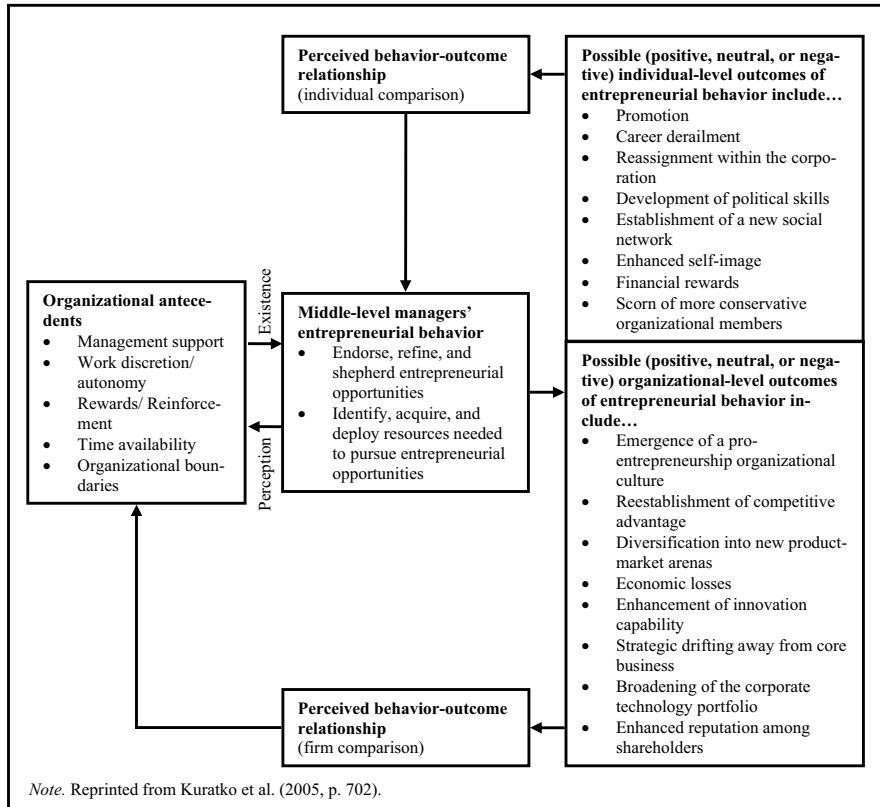 Perceived behavior-outcome
relationship
(individual comparison)
Possible (positive, neutral, or nega-
tive) individual-level outcomes of
entrepreneurial behavior include…
• Promotion
• Career derailment
• Reassignment within the corpo-
ration
• Development of political skills
• Establishment of a new social
network
• Enhanced self-image
• Financial rewards
• Scorn of more conservative
organizational members
Organizational antece-
dents
• Management support
• Work discretion/
autonomy
• Rewards/ Reinforce-
ment
• Time availability
• Organizational boun-
daries
Existence
Perception
Middle-level managers’
entrepreneurial behavior
• Endorse, refine, and
shepherd entrepreneurial
opportunities
• Identify, acquire, and
deploy resources needed
to pursue entrepreneurial
opportunities
Possible (positive, neutral, or nega-
tive) organizational-level outcomes
of entrepreneurial behavior in-
clude…
• Emergence of a pro-
entrepreneurship organizational
culture
• Reestablishment of competitive
advantage
• Diversification into new product-
market arenas
• Economic losses
• Enhancement of innovation
capability
• Strategic drifting away from core
business
• Broadening of the corporate
technology portfolio
• Enhanced reputation among
shareholders
Perceived behavior-outcome
relationship
(firm comparison)
Note. Reprinted from Kuratko et al. (2005, p. 702).